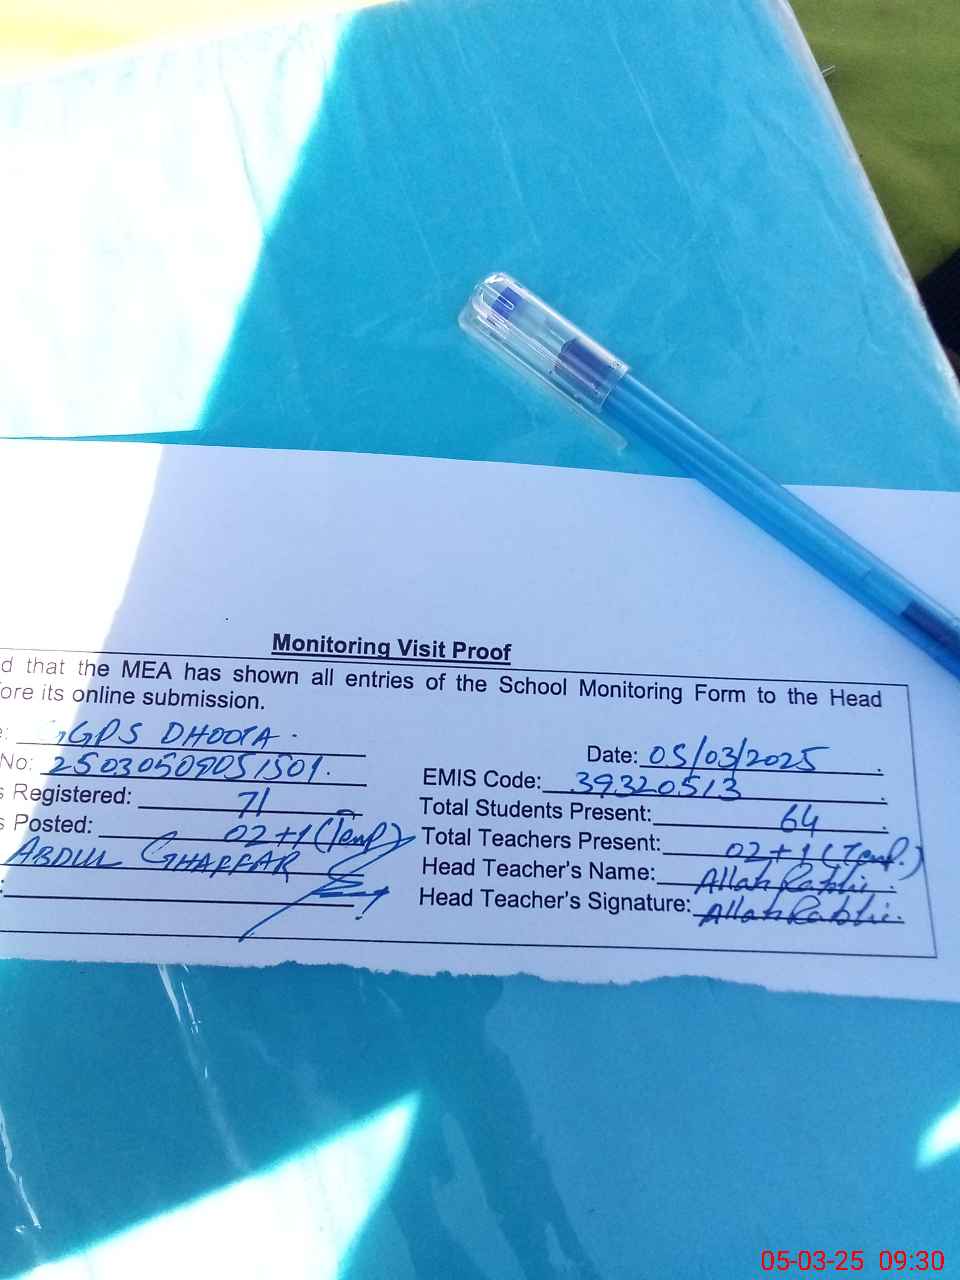 Monitoring Visit Proof
d that the MEA has shown all entries of the School Monitoring Form to the Head
ore its online submission.
e: GGPS DHOOTA.
Date: 05/03/2025
No: 25030509051501.
EMIS Code: 39320513
s Registered: 71
Total Students Present: 64
s Posted: 02+1 (Temp)
Total Teachers Present: 02+1 (Temp.)
ABDUL GHAFFAR
Head Teacher's Name: Allah Rabhi
Head Teacher's Signature: Allah Rabhi
05-03-25 09:30